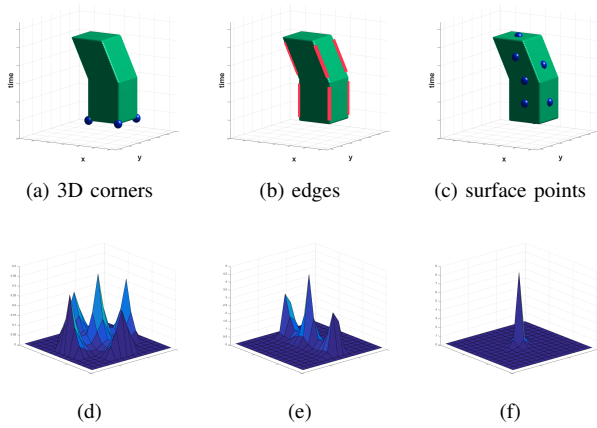 time
x
y
time
x
y
time
x
y
(a) 3D corners
(b) edges
(c) surface points
(d)
(e)
(f)